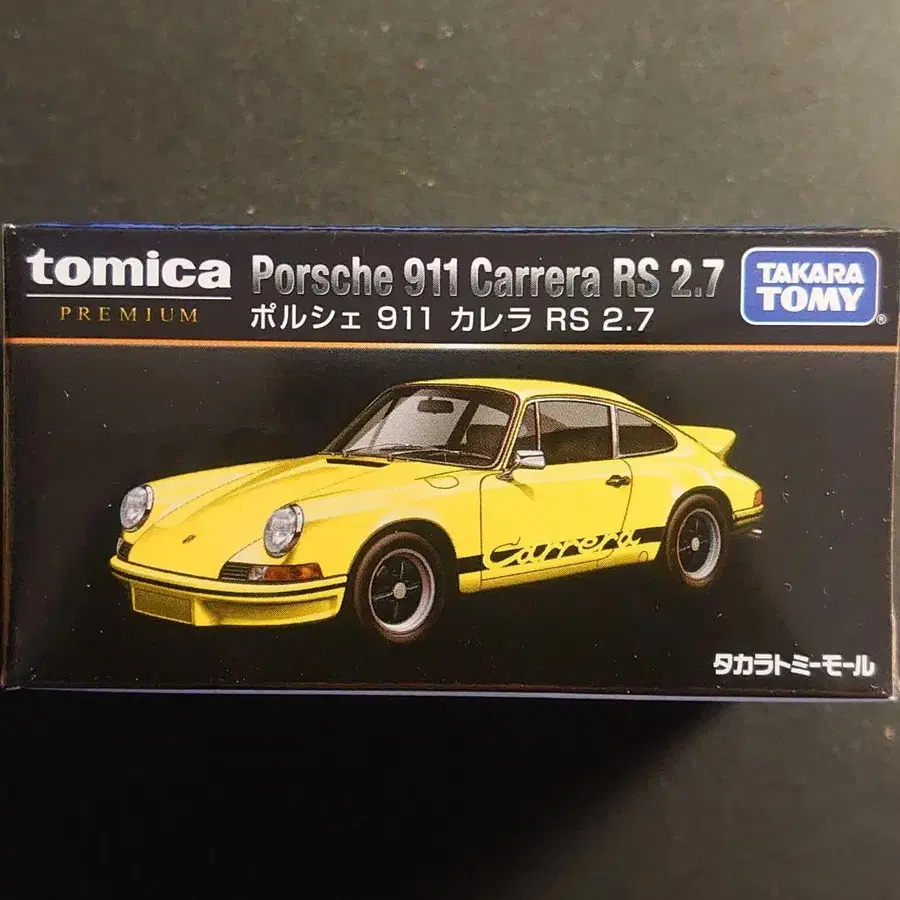 tomica
PREMIUM
Porsche 911 Carrera RS 2.7
ポルシェ 911 カレラ RS 2.7
TAKARA
TOMY
®
Carrera
タカラトミーモール